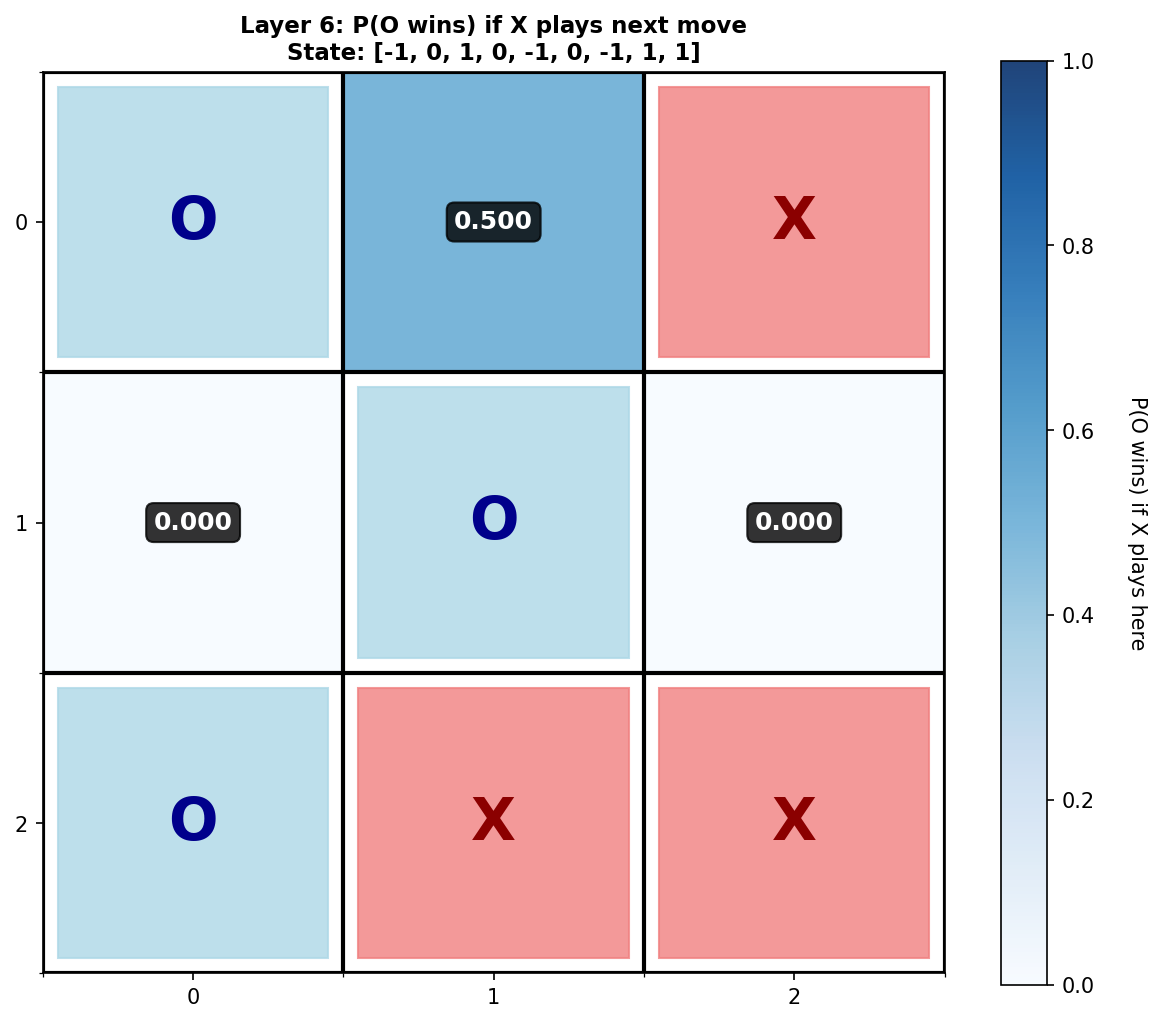 Layer 6: P(O wins) if X plays next move
State: [-1, 0, 1, 0, -1, 0, -1, 1, 1]
O
0.500
X
0.000
O
0.000
O
X
X
0
1
2
0
1
2
1.0
0.8
0.6
0.4
0.2
0.0
P(O wins) if X plays here